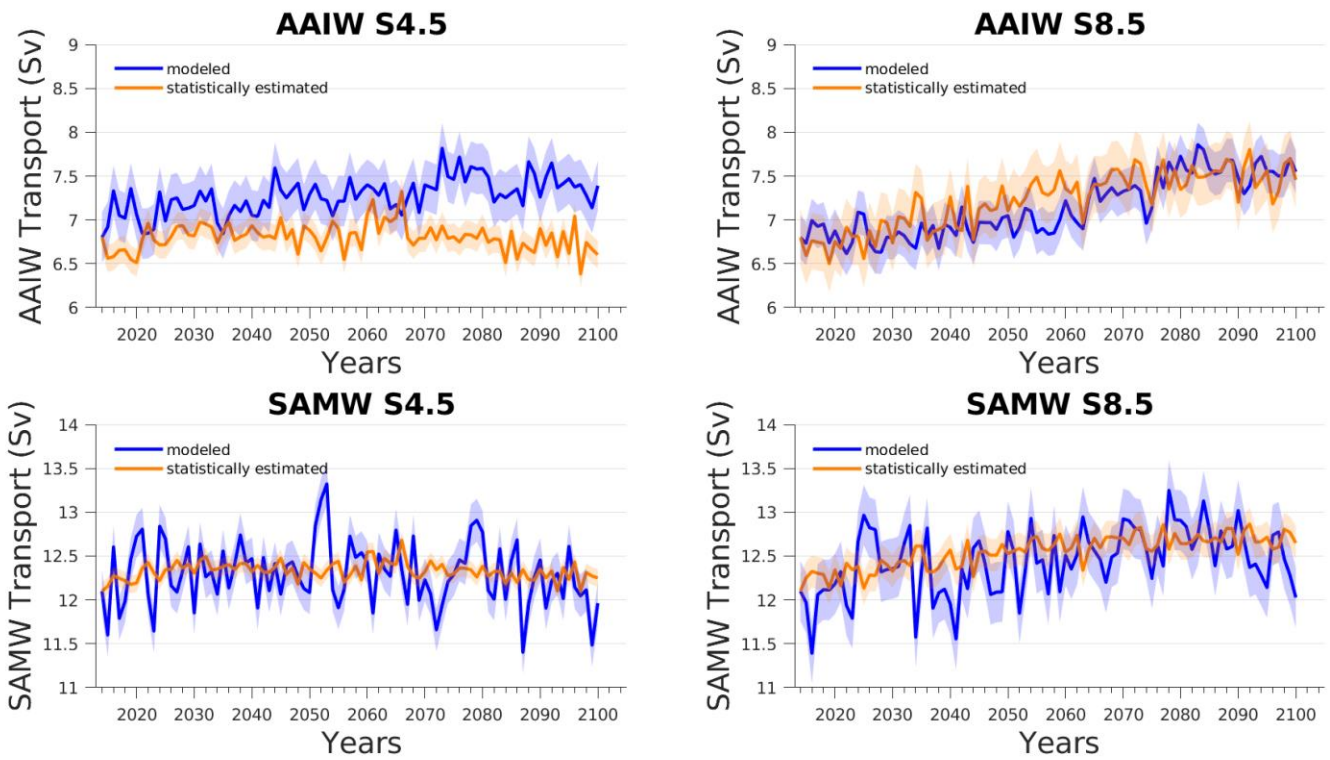 AAIW S4.5
AAIW Transport (Sv)
9
8.5
8
7.5
7
6.5
6
modeled
statistically estimated
2020 2030 2040 2050 2060 2070 2080 2090 2100
Years
AAIW S8.5
AAIW Transport (Sv)
9
8.5
8
7.5
7
6.5
6
modeled
statistically estimated
2020 2030 2040 2050 2060 2070 2080 2090 2100
Years
SAMW S4.5
SAMW Transport (Sv)
14
13.5
13
12.5
12
11.5
11
modeled
statistically estimated
2020 2030 2040 2050 2060 2070 2080 2090 2100
Years
SAMW S8.5
SAMW Transport (Sv)
14
13.5
13
12.5
12
11.5
11
modeled
statistically estimated
2020 2030 2040 2050 2060 2070 2080 2090 2100
Years